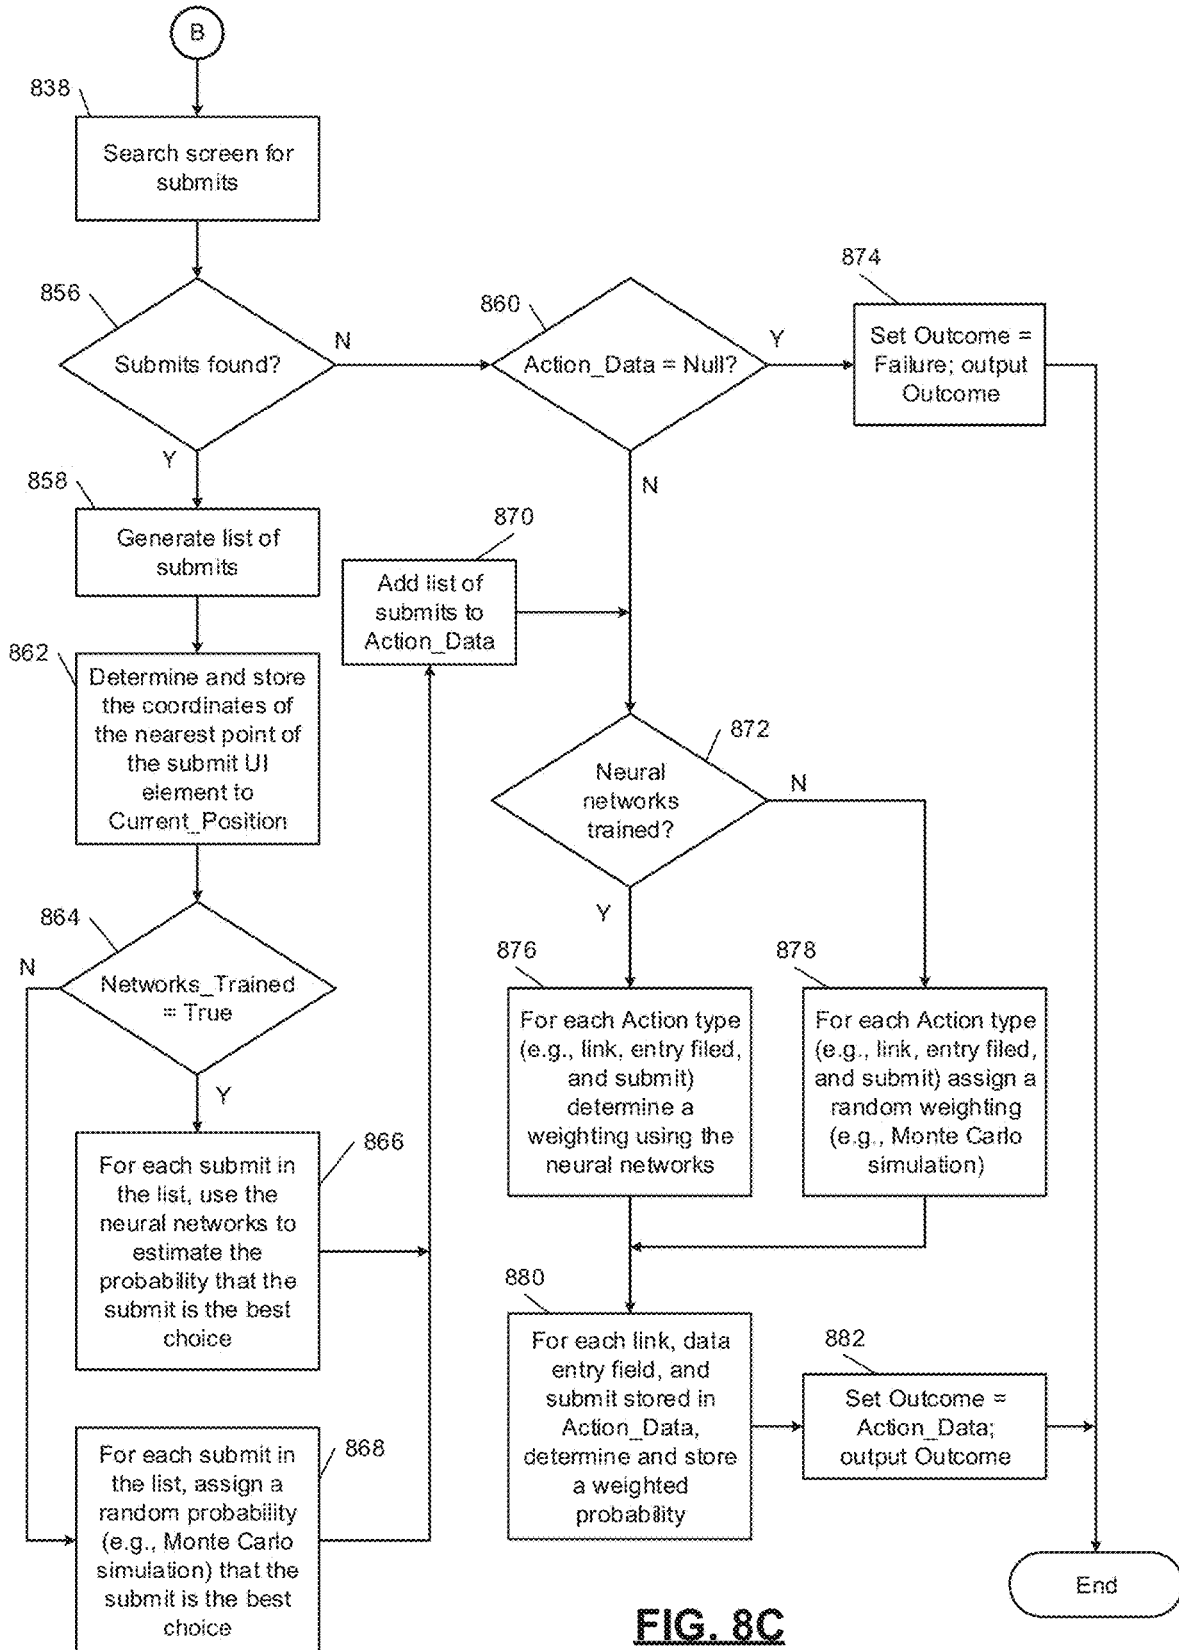 B
838
Search screen for
submits
856
Submits found?
N
Y
860
Action_Data = Null?
Y
N
874
Set Outcome =
Failure; output
Outcome
858
Generate list of
submits
870
Add list of
submits to
Action_Data
862
Determine and store
the coordinates of
the nearest point of
the submit UI
element to
Current_Position
872
Neural
networks
trained?
N
Y
864
N
Networks_Trained
= True
Y
876
For each Action type
(e.g., link, entry filed,
and submit)
determine a
weighting using the
neural networks
878
For each Action type
(e.g., link, entry filed,
and submit) assign a
random weighting
(e.g., Monte Carlo
simulation)
866
For each submit in
the list, use the
neural networks to
estimate the
probability that the
submit is the best
choice
880
For each link, data
entry field, and
submit stored in
Action_Data,
determine and store
a weighted
probability
882
Set Outcome =
Action_Data;
output Outcome
868
For each submit in
the list, assign a
random probability
(e.g., Monte Carlo
simulation) that the
submit is the best
choice
End
FIG. 8C